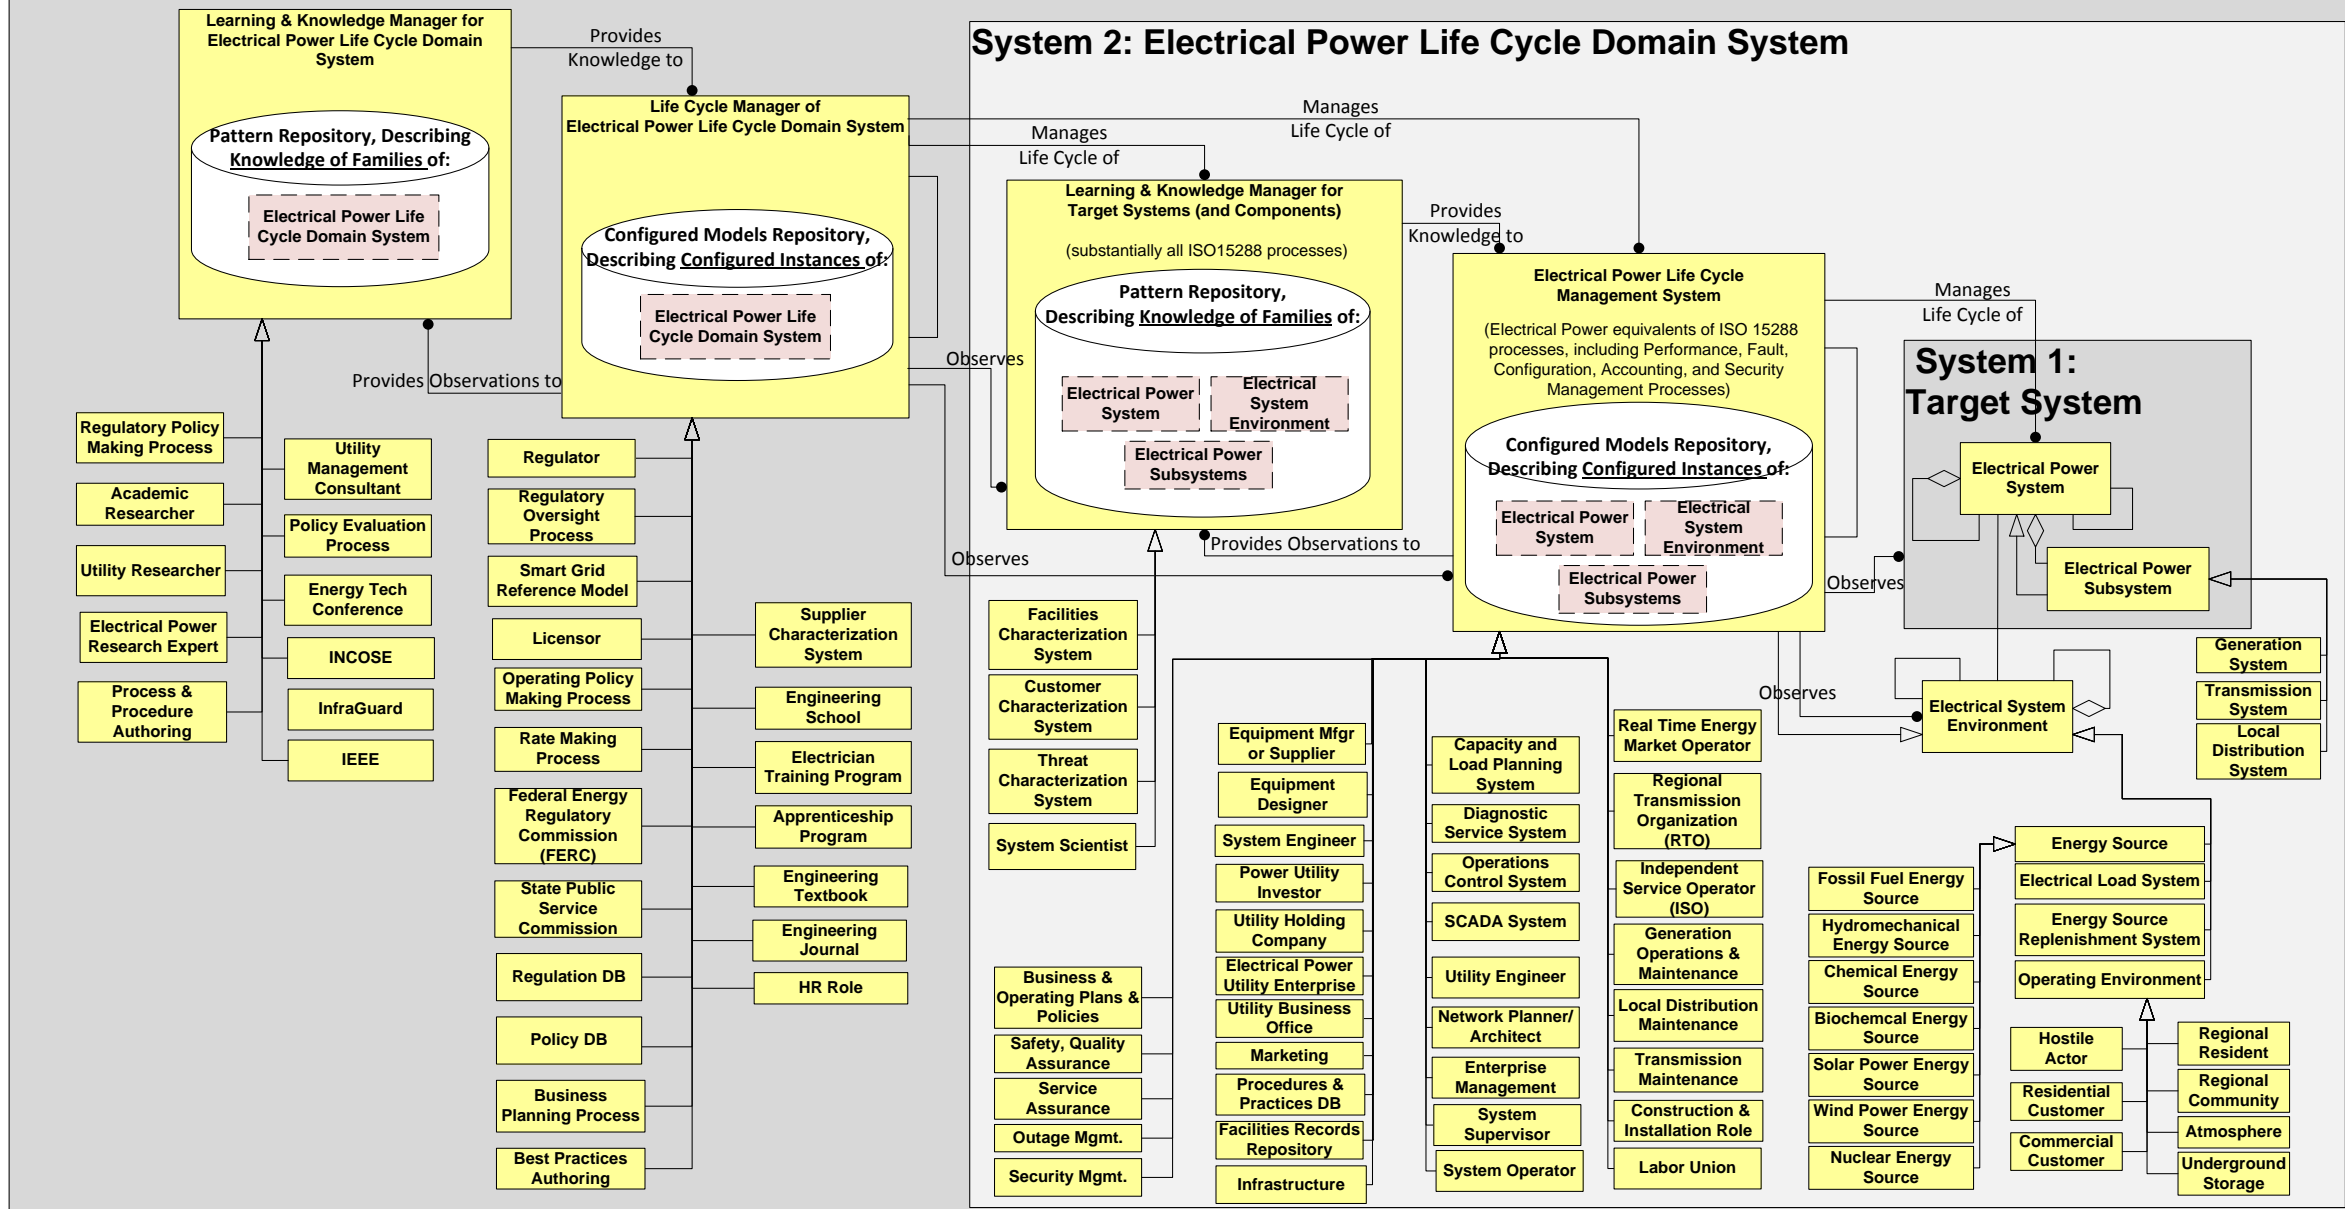 Learning & Knowledge Manager for
Electrical Power Life Cycle Domain
System
Pattern Repository, Describing
Knowledge of Families of:
Electrical Power Life
Cycle Domain System
Provides
Knowledge to
Life Cycle Manager of
Electrical Power Life Cycle Domain System
Configured Models Repository,
Describing Configured Instances of:
Electrical Power Life
Cycle Domain System
Provides Observations to
System 2: Electrical Power Life Cycle Domain System
Manages
Life Cycle of
Manages
Life Cycle of
Learning & Knowledge Manager for
Target Systems (and Components)
(substantially all ISO15288 processes)
Pattern Repository,
Describing Knowledge of Families of:
Electrical Power
System
Electrical
System
Environment
Electrical Power
Subsystems
Provides
Knowledge to
Observes
Observes
Provides Observations to
Electrical Power Life Cycle
Management System
(Electrical Power equivalents of ISO 15288
processes, including Performance, Fault,
Configuration, Accounting, and Security
Management Processes)
Configured Models Repository,
Describing Configured Instances of:
Electrical Power
System
Electrical
System
Environment
Electrical Power
Subsystems
Manages
Life Cycle of
Observes
Observes
System 1:
Target System
Electrical Power
System
Electrical Power
Subsystem
Electrical System
Environment
Generation
System
Transmission
System
Local
Distribution
System
Regulatory Policy
Making Process
Academic
Researcher
Utility Researcher
Electrical Power
Research Expert
Process &
Procedure
Authoring
Utility
Management
Consultant
Policy Evaluation
Process
Energy Tech
Conference
INCOSE
InfraGuard
IEEE
Regulator
Regulatory
Oversight
Process
Smart Grid
Reference Model
Licensor
Operating Policy
Making Process
Rate Making
Process
Federal Energy
Regulatory
Commission
(FERC)
State Public
Service
Commission
Regulation DB
Policy DB
Business
Planning Process
Best Practices
Authoring
Supplier
Characterization
System
Engineering
School
Electrician
Training Program
Apprenticeship
Program
Engineering
Textbook
Engineering
Journal
HR Role
Facilities
Characterization
System
Customer
Characterization
System
Threat
Characterization
System
System Scientist
Business &
Operating Plans &
Policies
Safety, Quality
Assurance
Service
Assurance
Outage Mgmt.
Security Mgmt.
Equipment Mfgr
or Supplier
Equipment
Designer
System Engineer
Power Utility
Investor
Utility Holding
Company
Electrical Power
Utility Enterprise
Utility Business
Office
Marketing
Procedures &
Practices DB
Facilities Records
Repository
Infrastructure
Capacity and
Load Planning
System
Diagnostic
Service System
Operations
Control System
SCADA System
Utility Engineer
Network Planner/
Architect
Enterprise
Management
System
Supervisor
System Operator
Real Time Energy
Market Operator
Regional
Transmission
Organization
(RTO)
Independent
Service Operator
(ISO)
Generation
Operations &
Maintenance
Local Distribution
Maintenance
Transmission
Maintenance
Construction &
Installation Role
Labor Union
Fossil Fuel Energy
Source
Hydromechanical
Energy Source
Chemical Energy
Source
Biochemcal Energy
Source
Solar Power Energy
Source
Wind Power Energy
Source
Nuclear Energy
Source
Energy Source
Electrical Load System
Energy Source
Replenishment System
Operating Environment
Hostile
Actor
Residential
Customer
Commercial
Customer
Regional
Resident
Regional
Community
Atmosphere
Underground
Storage